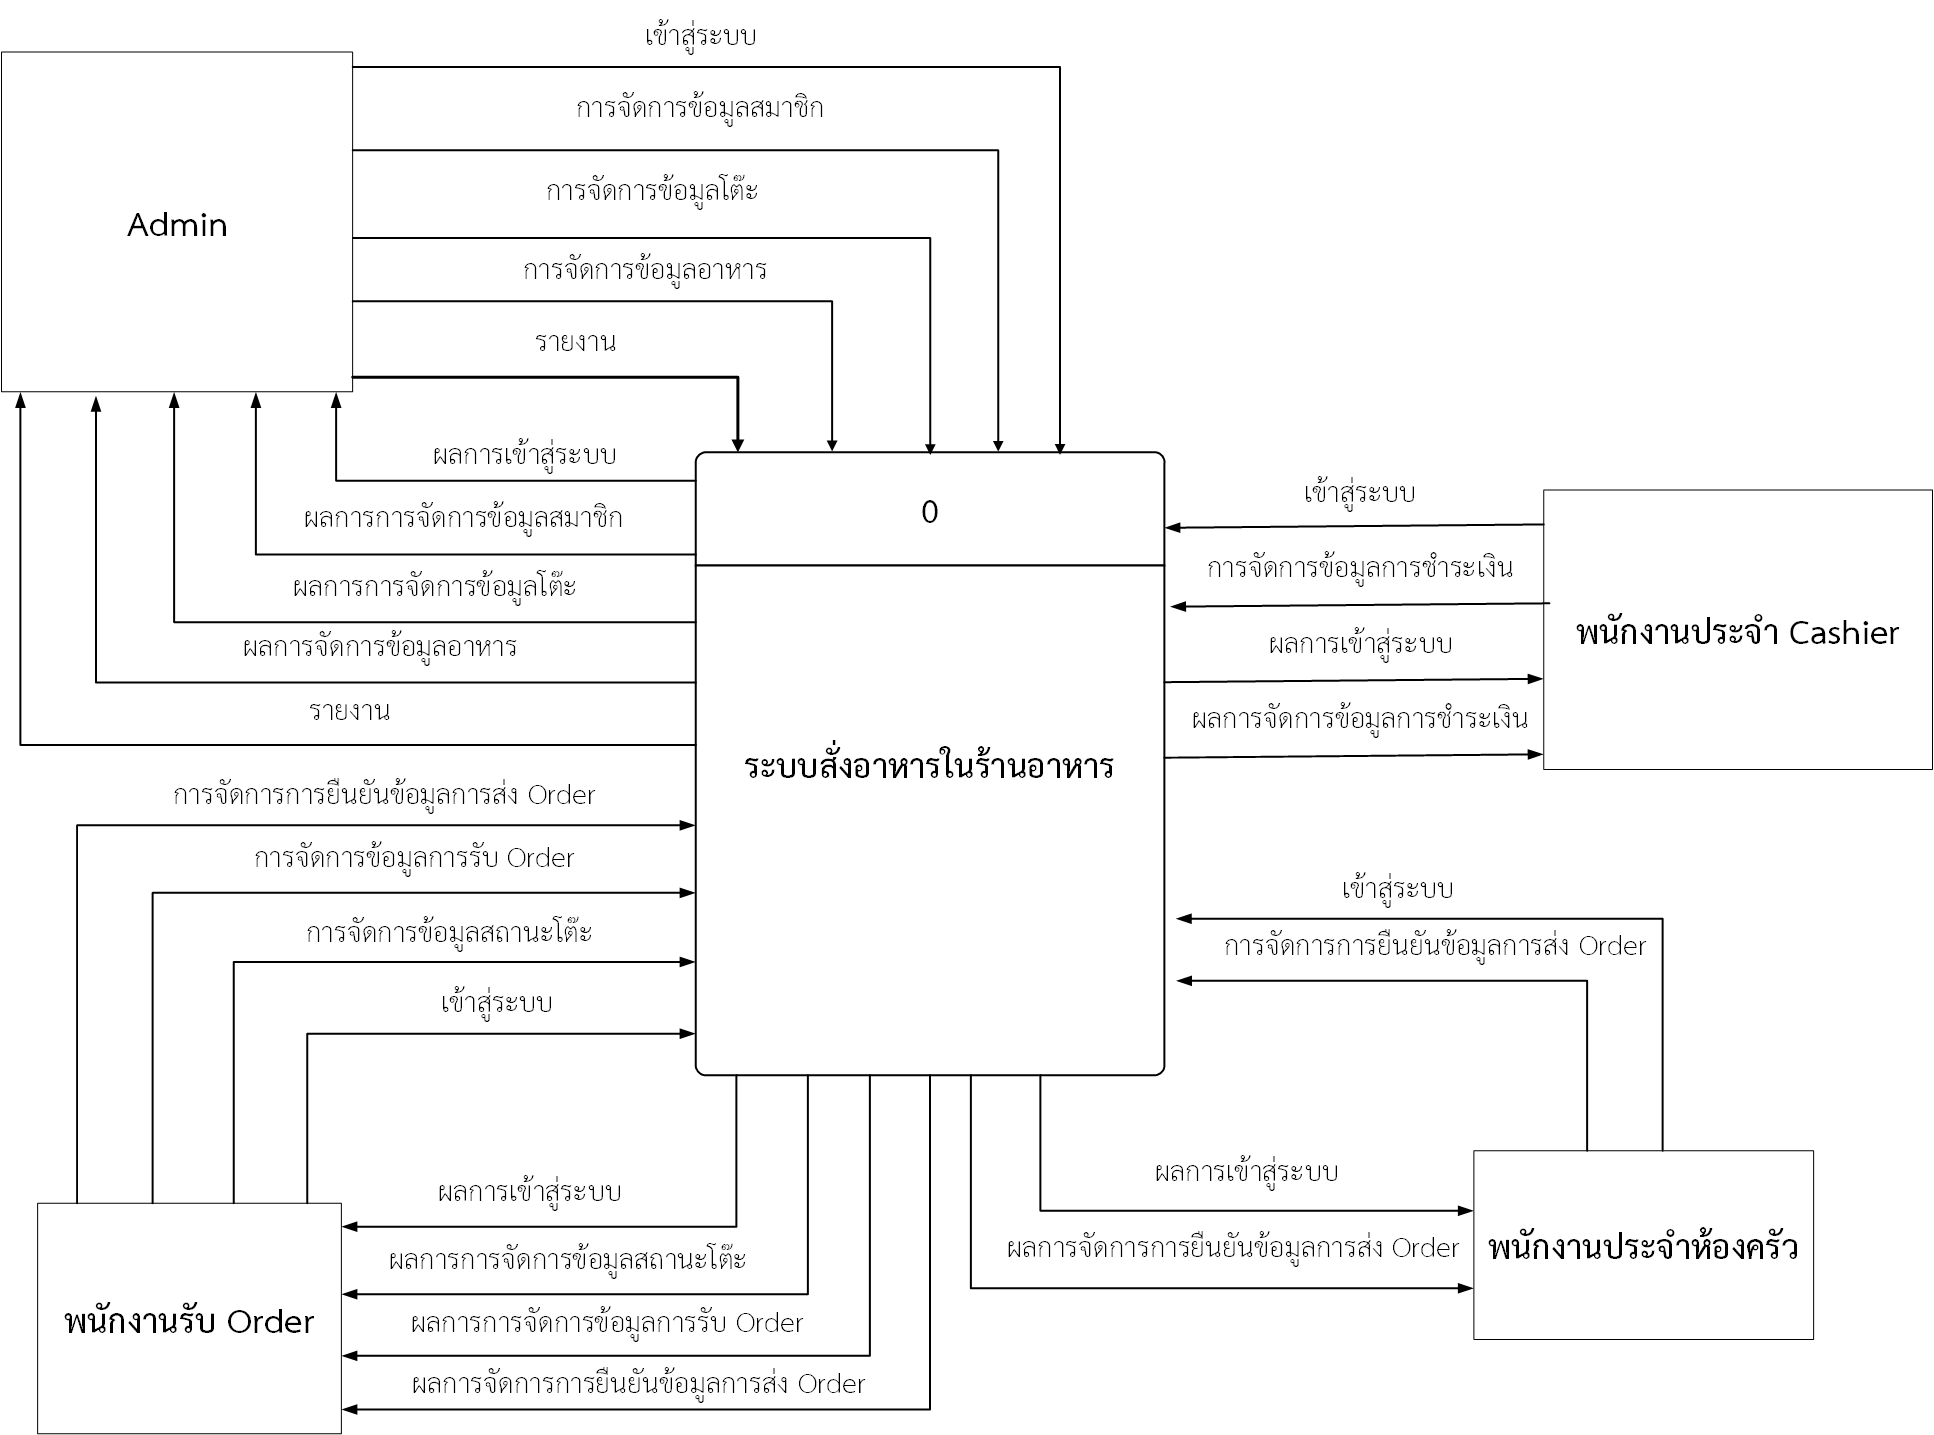 เข้าสู่ระบบ
การจัดการข้อมูลสมาชิก
การจัดการข้อมูลโต๊ะ
Admin
การจัดการข้อมูลอาหาร
รายงาน
ผลการเข้าสู่ระบบ
ผลการการจัดการข้อมูลสมาชิก
ผลการการจัดการข้อมูลโต๊ะ
ผลการจัดการข้อมูลอาหาร
รายงาน
0
ระบบสั่งอาหารในร้านอาหาร
เข้าสู่ระบบ
การจัดการข้อมูลการชำระเงิน
พนักงานประจำ Cashier
ผลการเข้าสู่ระบบ
ผลการจัดการข้อมูลการชำระเงิน
การจัดการการยืนยันข้อมูลการส่ง Order
การจัดการข้อมูลการรับ Order
การจัดการข้อมูลสถานะโต๊ะ
เข้าสู่ระบบ
เข้าสู่ระบบ
การจัดการการยืนยันข้อมูลการส่ง Order
ผลการเข้าสู่ระบบ
ผลการการจัดการข้อมูลสถานะโต๊ะ
พนักงานรับ Order
ผลการการจัดการข้อมูลการรับ Order
ผลการจัดการการยืนยันข้อมูลการส่ง Order
ผลการเข้าสู่ระบบ
ผลการจัดการการยืนยันข้อมูลการส่ง Order
พนักงานประจำห้องครัว